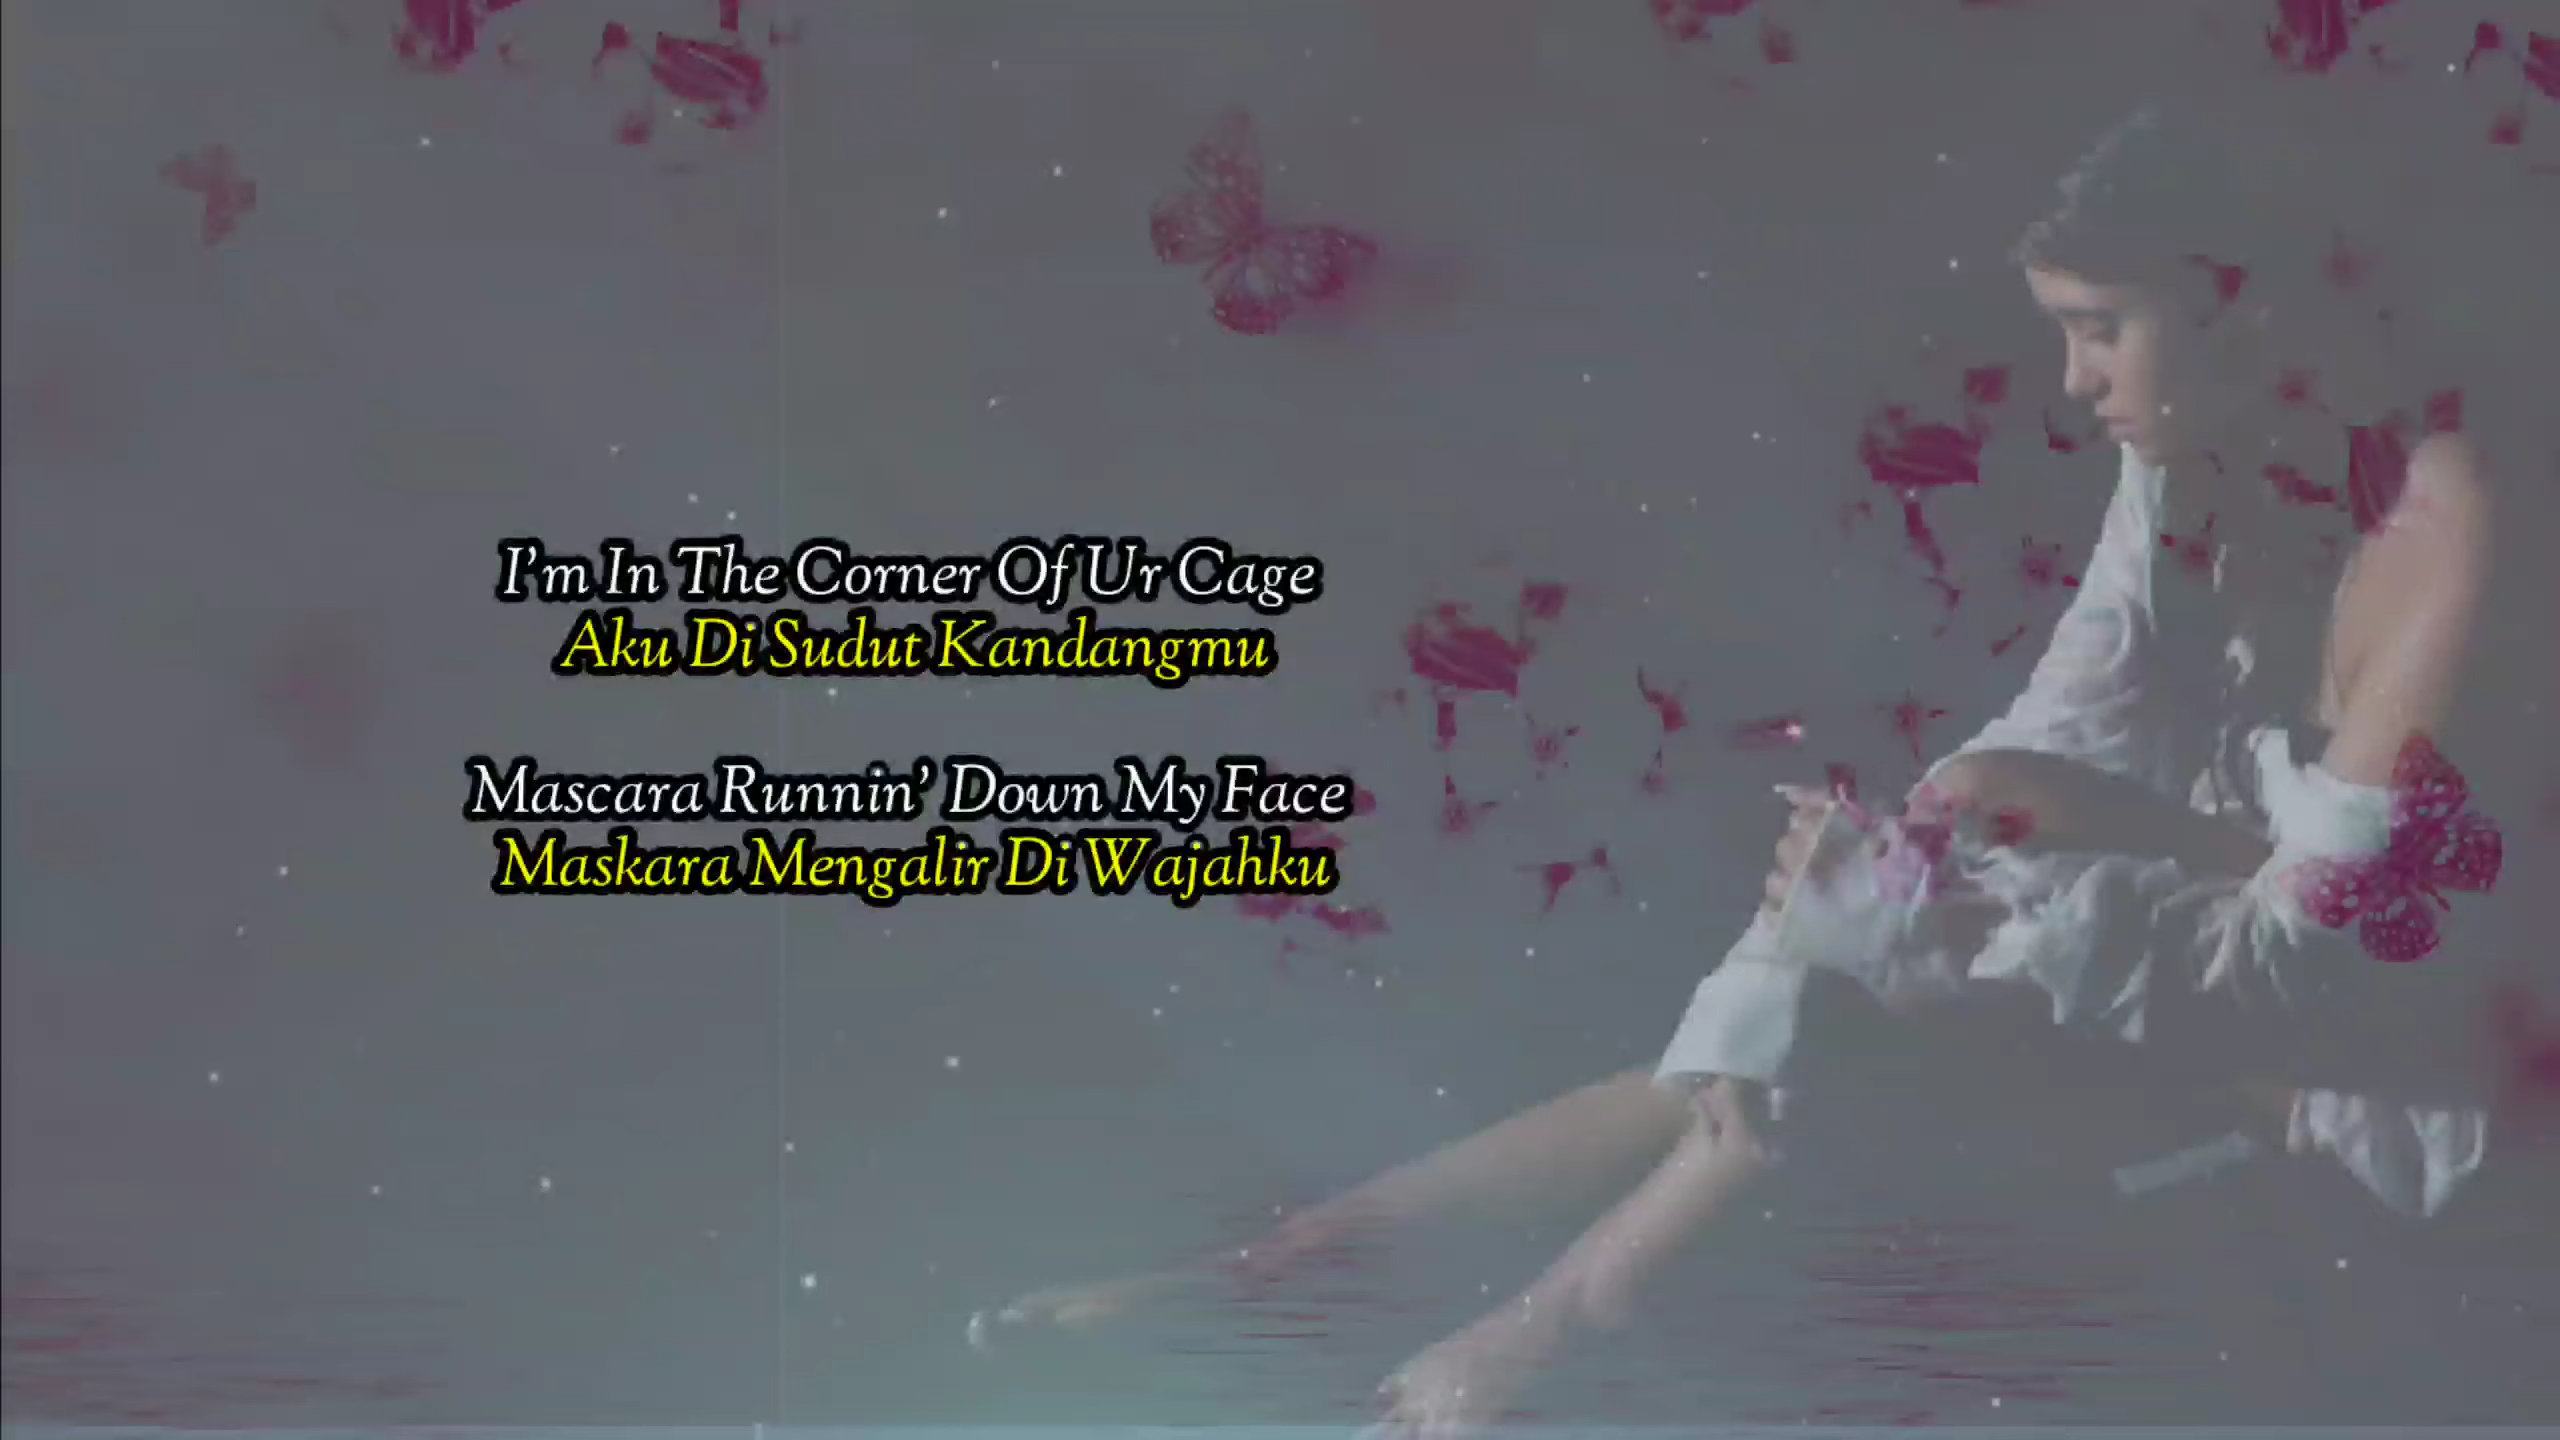 I'm In The Corner Of Ur Cage
Aku Di Sudut Kandangmu
Mascara Runnin' Down My Face
Maskara Mengalir Di Wajahku